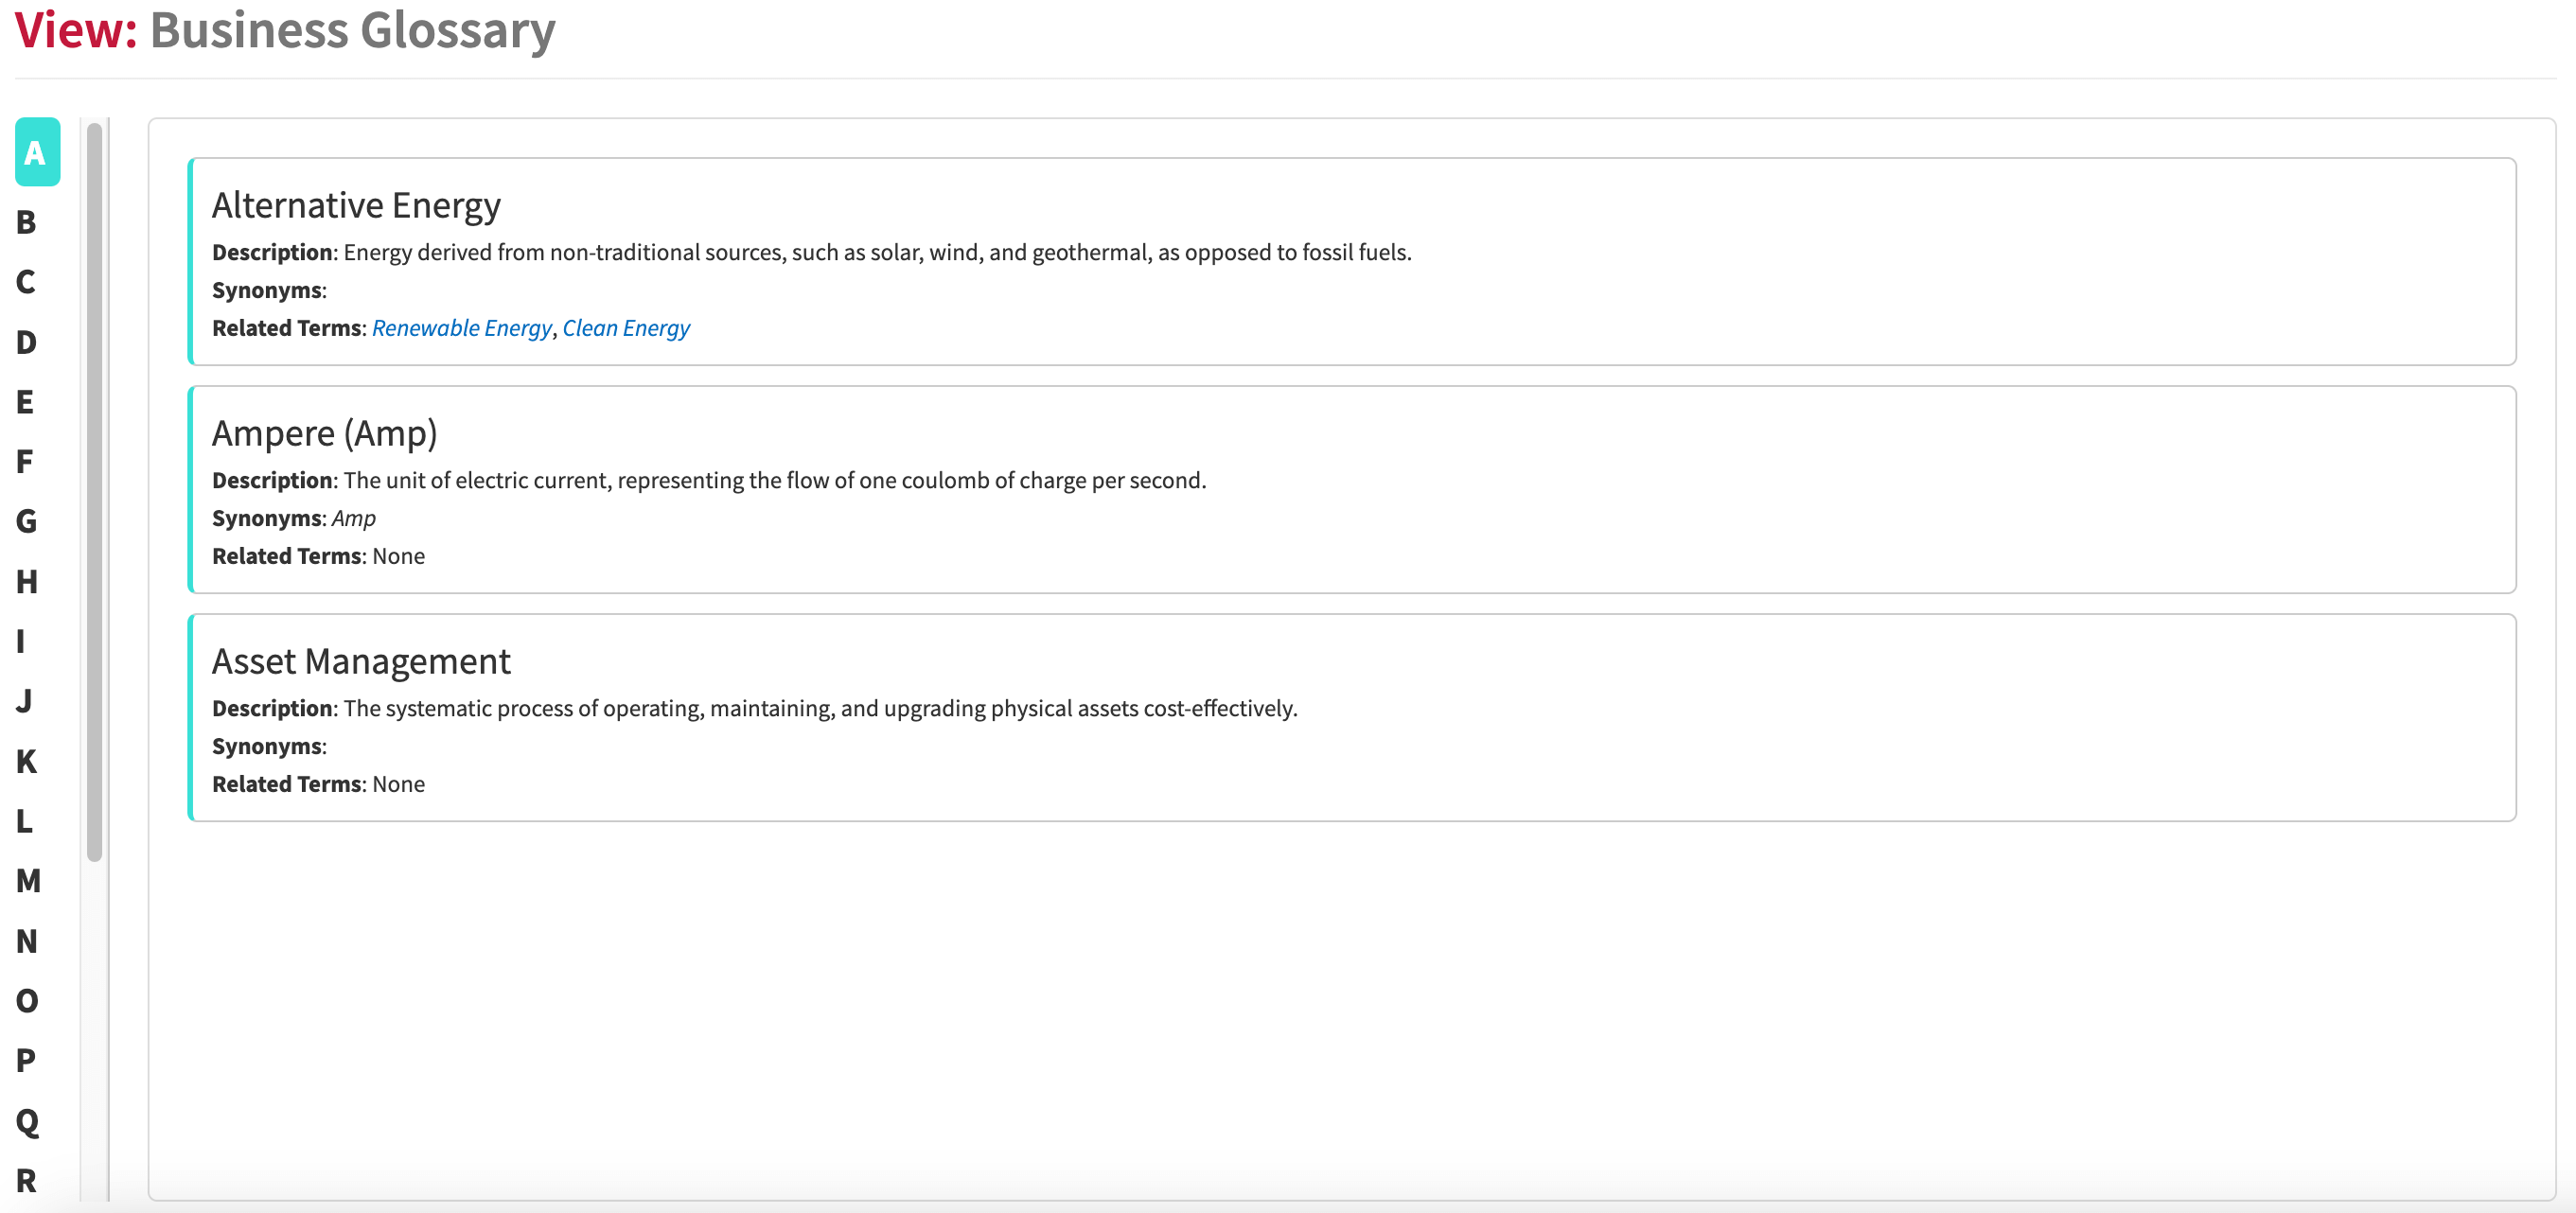 View: Business Glossary
A
B
C
D
E
F
G
H
I
J
K
L
M
N
O
P
Q
R
Alternative Energy
Description: Energy derived from non-traditional sources, such as solar, wind, and geothermal, as opposed to fossil fuels.
Synonyms:
Related Terms: Renewable Energy, Clean Energy
Ampere (Amp)
Description: The unit of electric current, representing the flow of one coulomb of charge per second.
Synonyms: Amp
Related Terms: None
Asset Management
Description: The systematic process of operating, maintaining, and upgrading physical assets cost-effectively.
Synonyms:
Related Terms: None